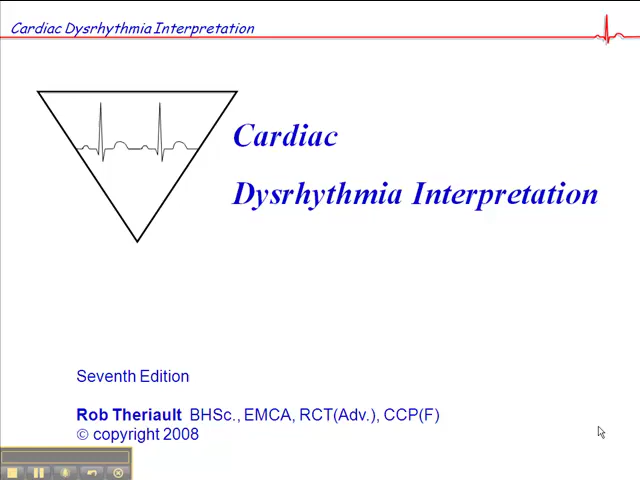 Cardiac Dysrhythmia Interpretation
Cardiac
Dysrhythmia Interpretation
Seventh Edition
Rob Theriault BHSc., EMCA, RCT(Adv.), CCP(F)
© copyright 2008